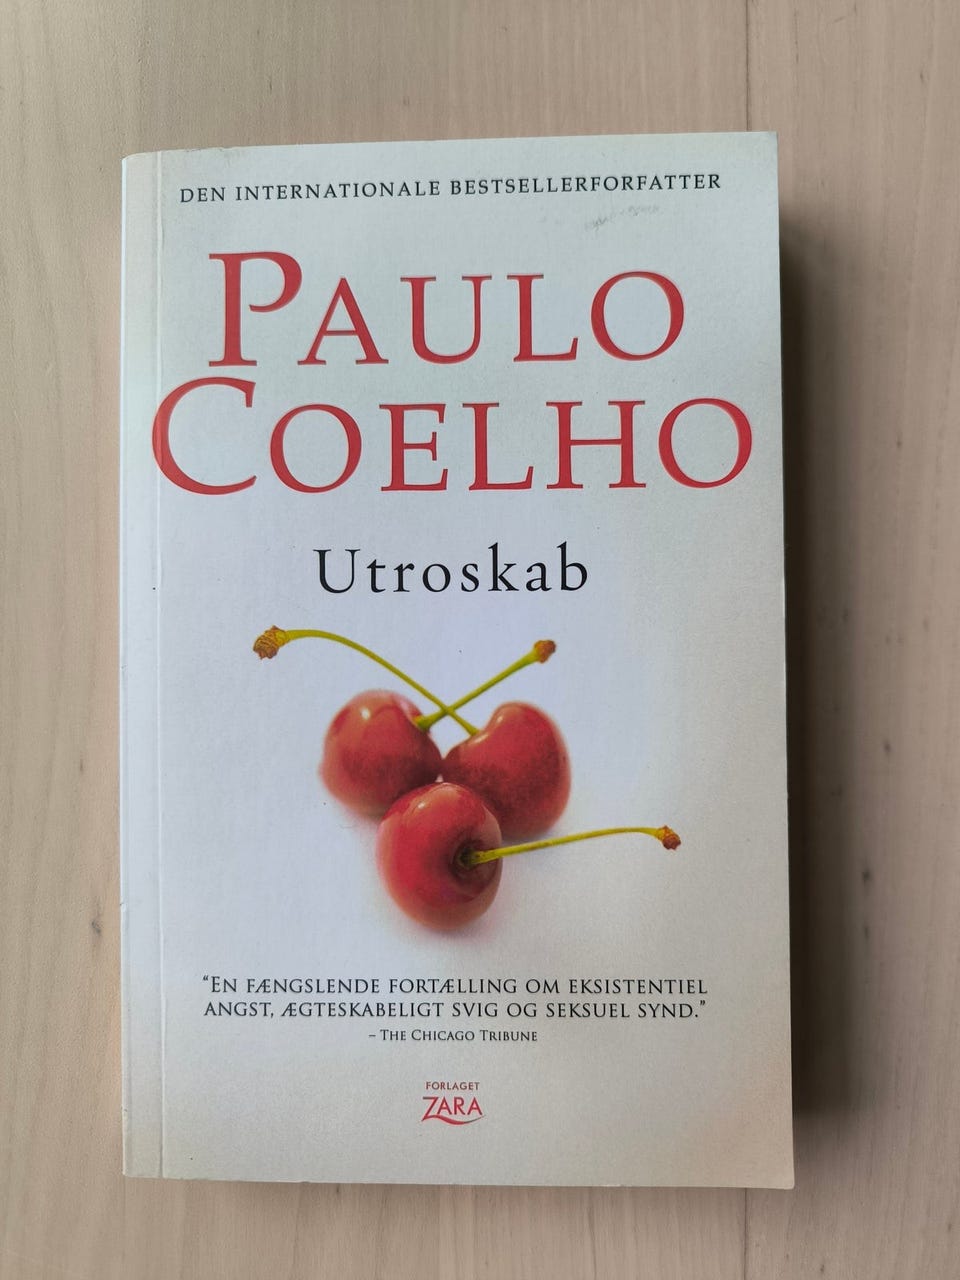 DEN INTERNATIONALE BESTSELLERFORFATTER
PAULO
COELHO
Utroskab
“EN FÆNGSLENDE FORTÆLLING OM EKSISTENTIEL
ANGST, ÆGTESKABELIGT SVIG OG SEKSUEL SYND.”
– THE CHICAGO TRIBUNE
FORLAGET
ZARA